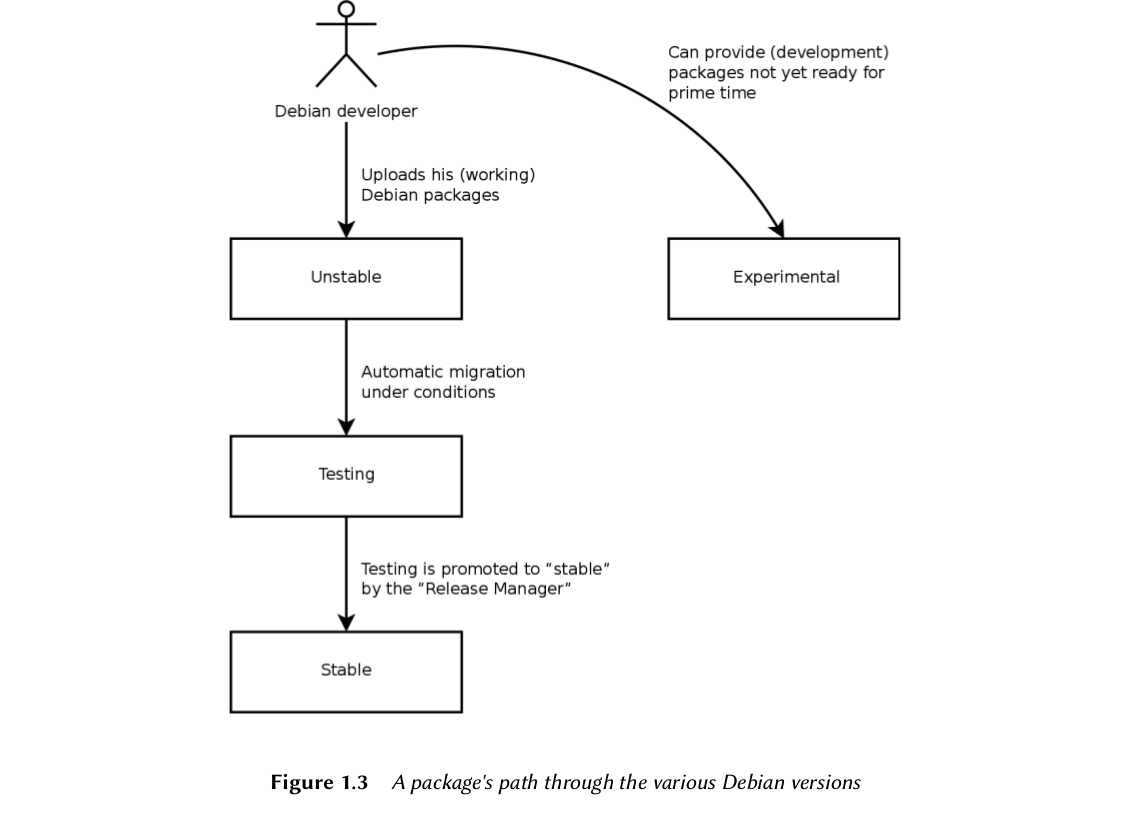 Can provide (development)
packages not yet ready for
prime time
Debian developer
Uploads his (working)
Debian packages
Unstable
Experimental
Automatic migration
under conditions
Testing
Testing is promoted to “stable”
by the “Release Manager”
Stable
Figure 1.3 A package's path through the various Debian versions